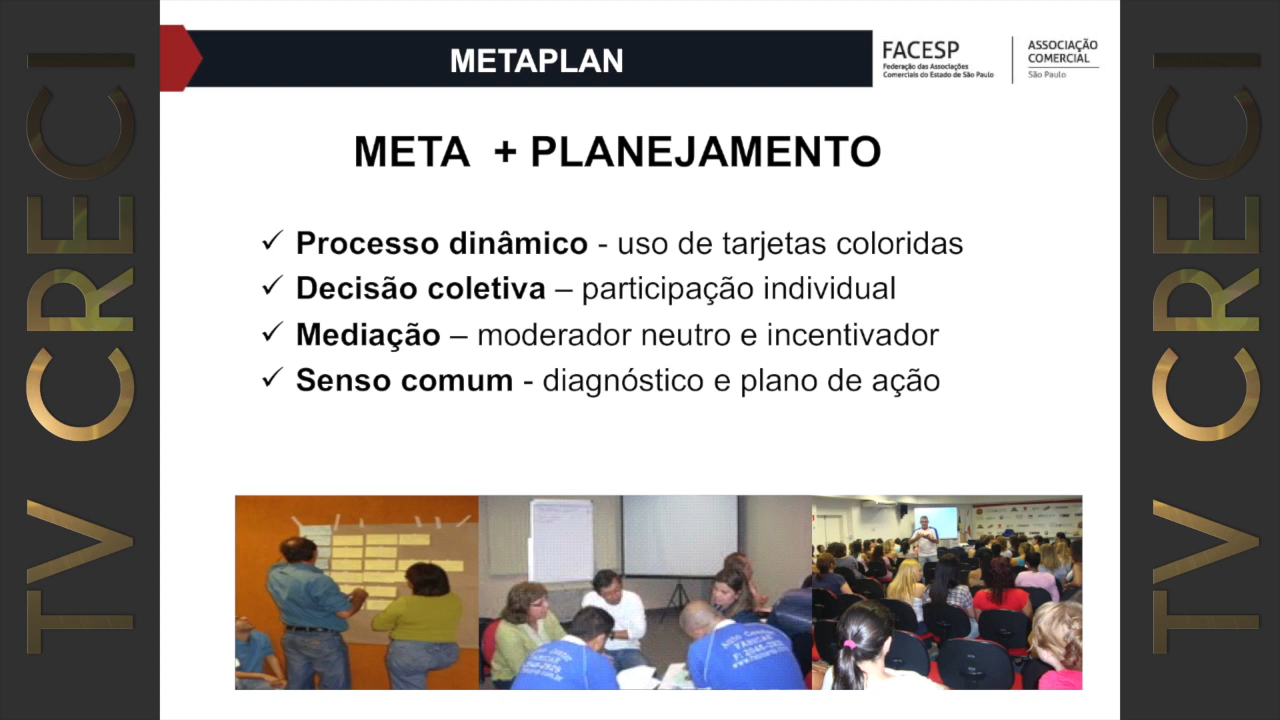 TV CRECI
METAPLAN
FACESP
Federação das Associações
Comerciais do Estado de São Paulo
ASSOCIAÇÃO
COMERCIAL
São Paulo
META + PLANEJAMENTO
✓ Processo dinâmico - uso de tarjetas coloridas
✓ Decisão coletiva – participação individual
✓ Mediação – moderador neutro e incentivador
✓ Senso comum - diagnóstico e plano de ação
TV CRECI